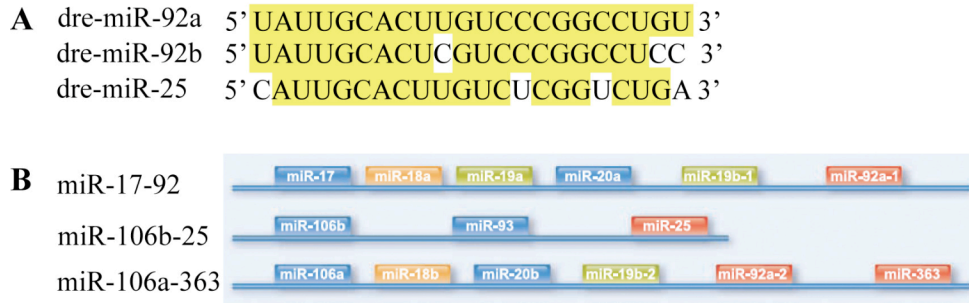 A dre-miR-92a 5' UAUUGCACUUGUCCCGGCCUGU 3'
dre-miR-92b 5' UAUUGCACUCGUCCCGGCCUCC 3'
dre-miR-25 5' CAUUGCACUUGUCUCGGUCUGA 3'
B miR-17-92 miR-17 miR-18a miR-19a miR-20a miR-19b-1 miR-92a-1
miR-106b-25 miR-106b miR-93 miR-25
miR-106a-363 miR-106a miR-18b miR-20b miR-19b-2 miR-92a-2 miR-363